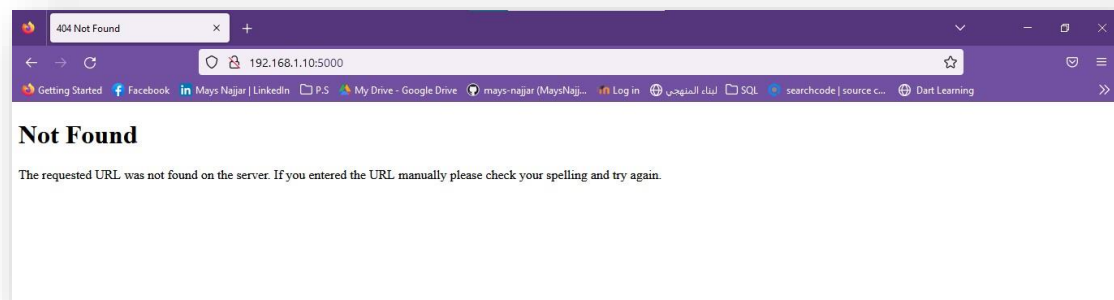 404 Not Found
192.168.1.10:5000
Getting Started Facebook in Mays Najjar | LinkedIn P.S My Drive - Google Drive mays-najjar (MaysNajj... Log in لبناء المنهجي SQL searchcode | source c... Dart Learning
Not Found
The requested URL was not found on the server. If you entered the URL manually please check your spelling and try again.